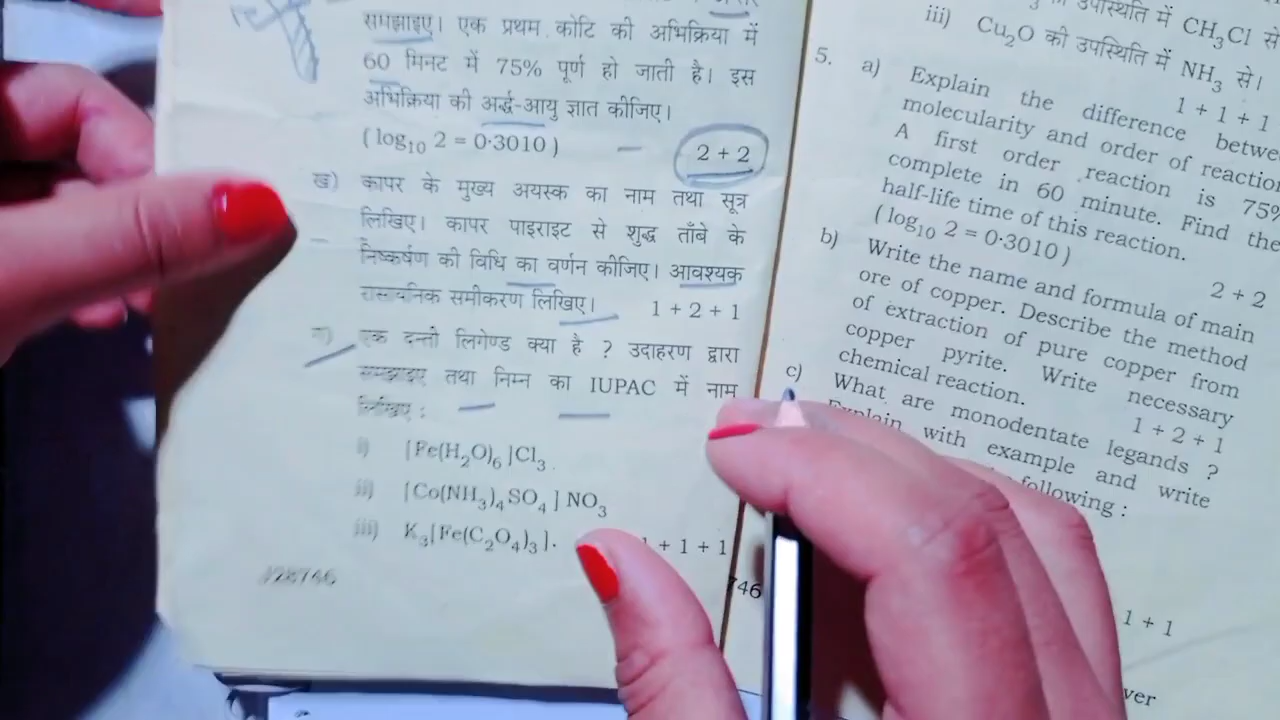 समझाइए। एक प्रथम कोटि की अभिक्रिया में
60 मिनट में 75% पूर्ण हो जाती है। इस
अभिक्रिया की अर्द्ध-आयु ज्ञात कीजिए।
( log₁₀ 2 = 0·3010 )
2 + 2
ख) कापर के मुख्य अयस्क का नाम तथा सूत्र
लिखिए। कापर पाइराइट से शुद्ध ताँबे के
निष्कर्षण की विधि का वर्णन कीजिए। आवश्यक
रासायनिक समीकरण लिखिए। 1 + 2 + 1
ग) एक दन्ती लिगेण्ड क्या है ? उदाहरण द्वारा
समझाइए तथा निम्न का IUPAC में नाम
लिखिए :
i) [Fe(H₂O)₆]Cl₃.
ii) [Co(NH₃)₄SO₄] NO₃
iii) K₃[Fe(C₂O₄)₃]. 1 + 1 + 1
J28746
उपस्थिति में CH₃Cl से
iii) Cu₂O की उपस्थिति में NH₃ से।
1 + 1 + 1
5. a) Explain the difference
molecularity and order of
A first order reaction is 75%
complete in 60 minute. Find the
half-life time of this reaction.
( log₁₀ 2 = 0·3010 )
2 + 2
b) Write the name and formula of main
ore of copper. Describe the method
of extraction of pure copper from
copper pyrite. Write necessary
chemical reaction. 1 + 2 + 1
c) What are monodentate legands ?
Explain with example and write
following :
746
1 + 1